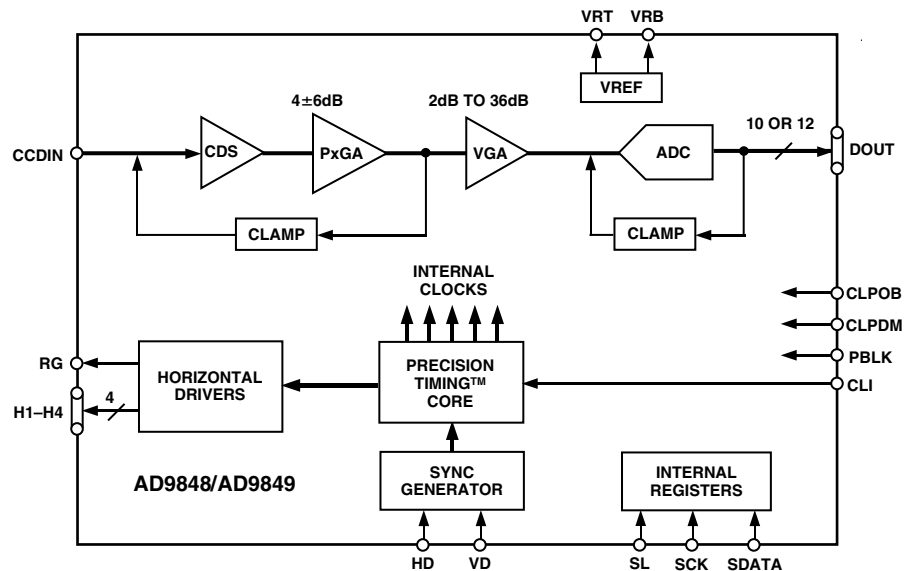 VRT VRB
VREF
4±6dB
2dB TO 36dB
10 OR 12
CCDIN
CDS
PxGA
VGA
ADC
DOUT
CLAMP
CLAMP
INTERNAL
CLOCKS
CLPOB
CLPDM
PBLK
CLI
RG
H1–H4
4
HORIZONTAL
DRIVERS
PRECISION
TIMING™
CORE
SYNC
GENERATOR
INTERNAL
REGISTERS
AD9848/AD9849
HD VD
SL SCK SDATA